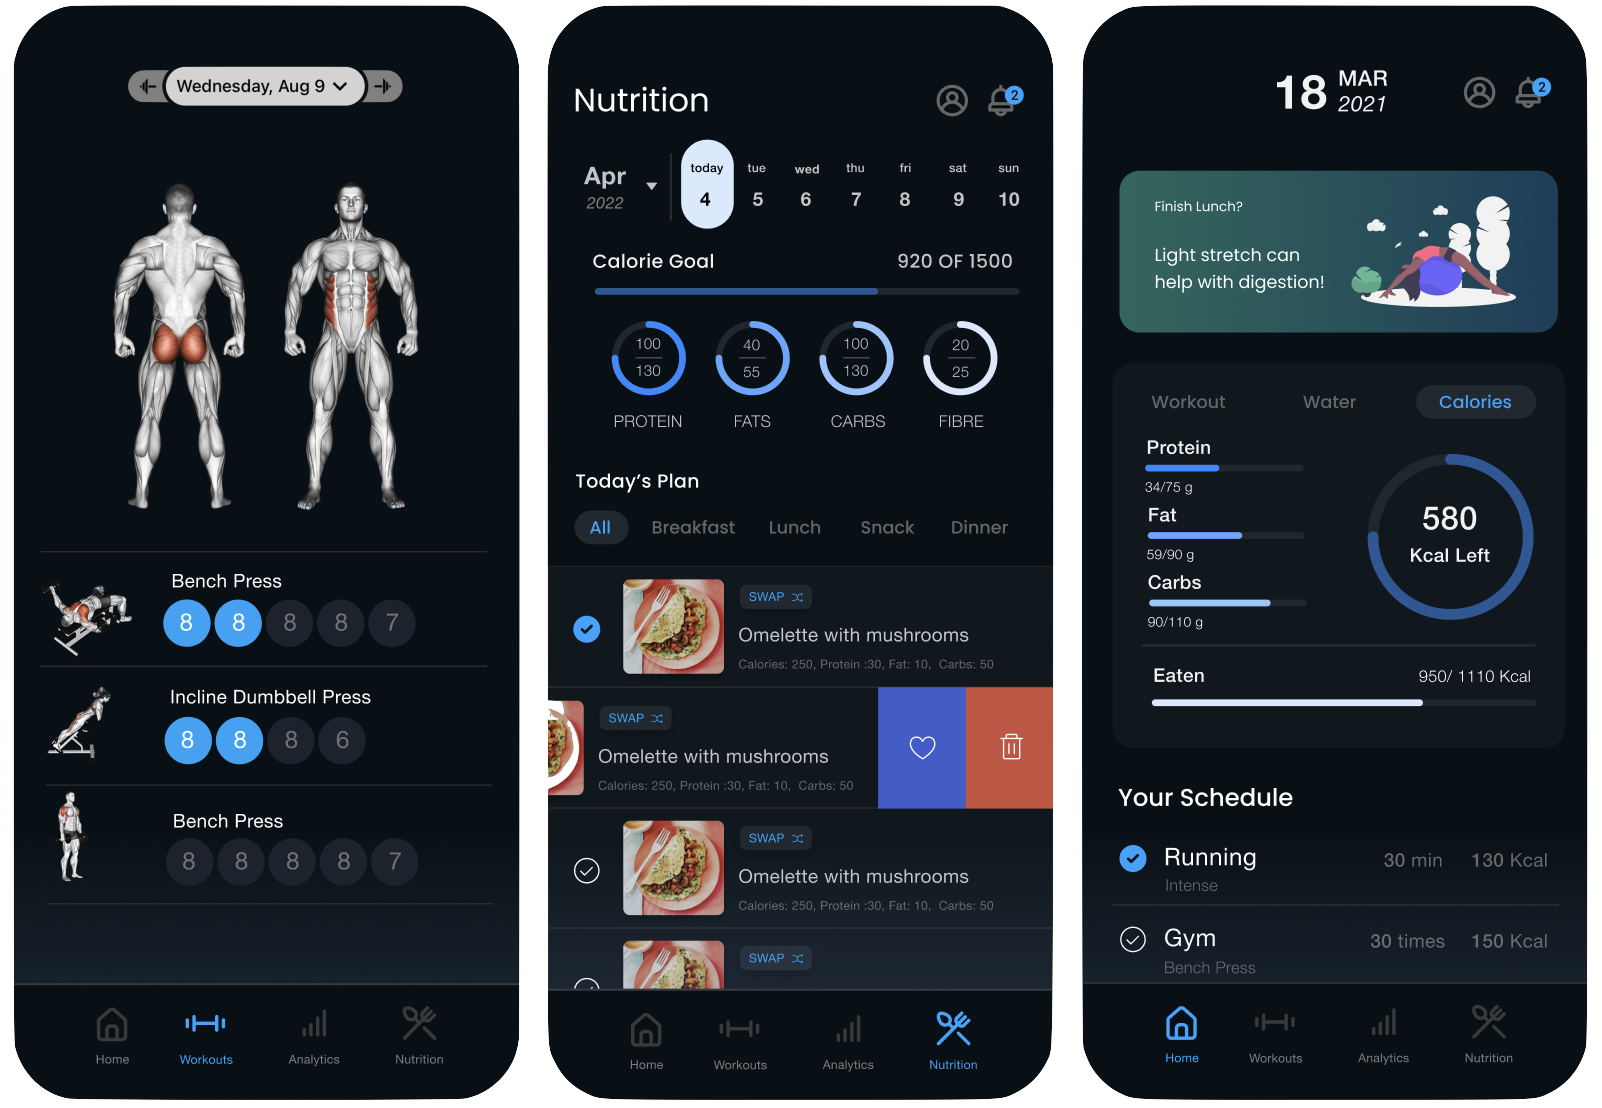 Wednesday, Aug 9
Bench Press
8 8 8 8 7
Incline Dumbbell Press
8 8 8 6
Bench Press
8 8 8 8 7
Home Workouts Analytics Nutrition
Nutrition
2
Apr
2022
today tue wed thu fri sat sun
4 5 6 7 8 9 10
Calorie Goal 920 OF 1500
100 40 100 20
130 55 130 25
PROTEIN FATS CARBS FIBRE
Today's Plan
All Breakfast Lunch Snack Dinner
SWAP
Omelette with mushrooms
Calories: 250, Protein :30, Fat: 10, Carbs: 50
SWAP
Omelette with mushrooms
Calories: 250, Protein :30, Fat: 10, Carbs: 50
SWAP
Omelette with mushrooms
Calories: 250, Protein :30, Fat: 10, Carbs: 50
SWAP
Home Workouts Analytics Nutrition
18 MAR
2021
2
Finish Lunch?
Light stretch can
help with digestion!
Workout Water Calories
Protein
34/75 g
Fat
59/90 g
Carbs
90/110 g
580
Kcal Left
Eaten 950/ 1110 Kcal
Your Schedule
Running 30 min 130 Kcal
Intense
Gym 30 times 150 Kcal
Bench Press
Home Workouts Analytics Nutrition